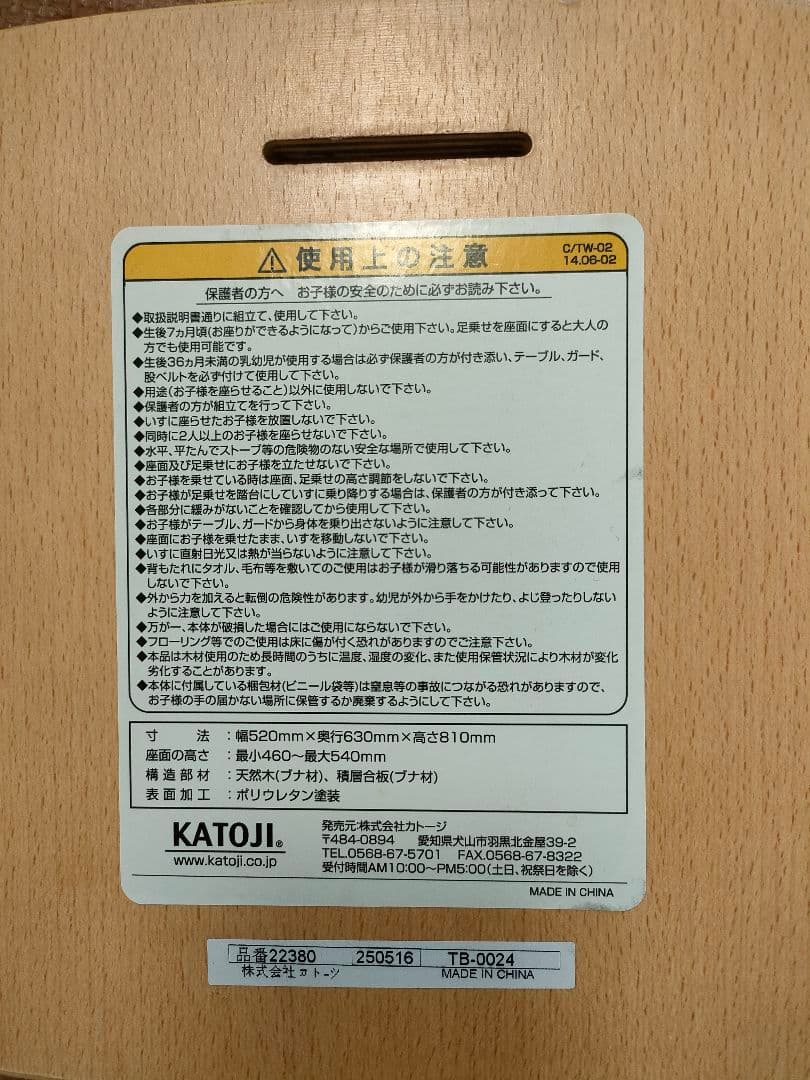 ⚠使用上の注意
C/TW-02
14.06-02
保護者の方へ　お子様の安全のために必ずお読み下さい。
◆取扱説明書通りに組立て、使用して下さい。
◆生後7ヵ月頃(お座りができるようになって)からご使用下さい。足乗せを座面にすると大人の
方でも使用可能です。
◆生後36ヵ月未満の乳幼児が使用する場合は必ず保護者の方が付き添い、テーブル、ガード、
股ベルトを必ず付けて使用して下さい。
◆用途(お子様を座らせること)以外に使用しないで下さい。
◆保護者の方が組立てを行って下さい。
◆いすに座らせたお子様を放置しないで下さい。
◆同時に2人以上のお子様を座らせないで下さい。
◆水平、平たんでストーブ等の危険物のない安全な場所で使用して下さい。
◆座面及び足乗せにお子様を立たせないで下さい。
◆お子様を乗せている時は座面、足乗せの高さ調節をしないで下さい。
◆お子様が足乗せを踏台にしていすに乗り降りする場合は、保護者の方が付き添って下さい。
◆各部分に緩みがないことを確認してから使用して下さい。
◆お子様がテーブル、ガードから身体を乗り出さないように注意して下さい。
◆座面にお子様を乗せたまま、いすを移動しないで下さい。
◆いすに直射日光又は熱が当らないように注意して下さい。
◆背もたれにタオル、毛布等を敷いてのご使用はお子様が滑り落ちる可能性がありますので使用
しないで下さい。
◆外から力を加えると転倒の危険性があります。幼児が外から手をかけたり、よじ登ったりしない
ように注意して下さい。
◆万が一、本体が破損した場合にはご使用にならないで下さい。
◆フローリング等でのご使用は床に傷が付く恐れがありますのでご注意下さい。
◆本品は木材使用のため長時間のうちに温度、湿度の変化、また使用保管状況により木材が変化
劣化することがあります。
◆本体に付属している梱包材(ビニール袋等)は窒息等の事故につながる恐れがありますので、
お子様の手の届かない場所に保管するか廃棄するようにして下さい。
寸　　法　：幅520mm×奥行630mm×高さ810mm
座面の高さ　：最小460～最大540mm
構造部材　：天然木(ブナ材)、積層合板(ブナ材)
表面加工　：ポリウレタン塗装
KATOJI®
www.katoji.co.jp
発売元:株式会社カトージ
〒484-0894　愛知県犬山市羽黒北金屋39-2
TEL.0568-67-5701　FAX.0568-67-8322
受付時間AM10:00～PM5:00(土日、祝祭日を除く)
MADE IN CHINA
品番22380　250516　TB-0024
株式会社カトージ　MADE IN CHINA